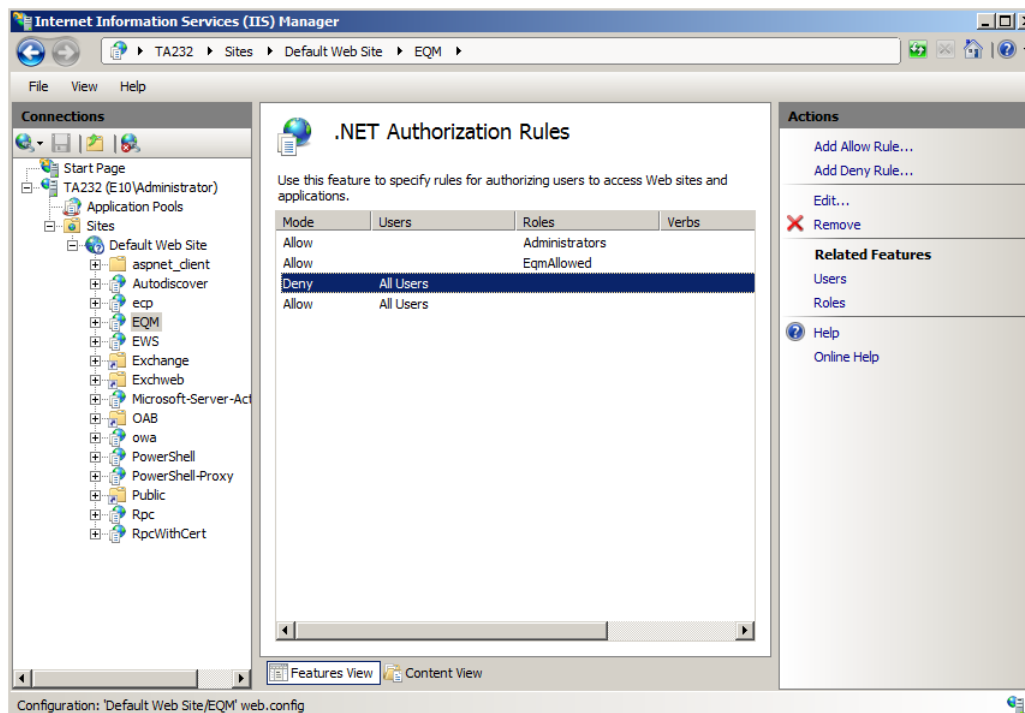 Internet Information Services (IIS) Manager
TA232 Sites Default Web Site EQM
File View Help
Connections
Start Page
TA232 (E10\Administrator)
Application Pools
Sites
Default Web Site
aspnet_client
Autodiscover
ecp
EQM
EWS
Exchange
Exchweb
Microsoft-Server-Act
OAB
owa
PowerShell
PowerShell-Proxy
Public
Rpc
RpcWithCert
.NET Authorization Rules
Use this feature to specify rules for authorizing users to access Web sites and
applications.
Mode Users Roles Verbs
Allow Administrators
Allow EqmAllowed
Deny All Users
Allow All Users
Features View Content View
Actions
Add Allow Rule...
Add Deny Rule...
Edit...
Remove
Related Features
Users
Roles
Help
Online Help
Configuration: 'Default Web Site/EQM' web.config